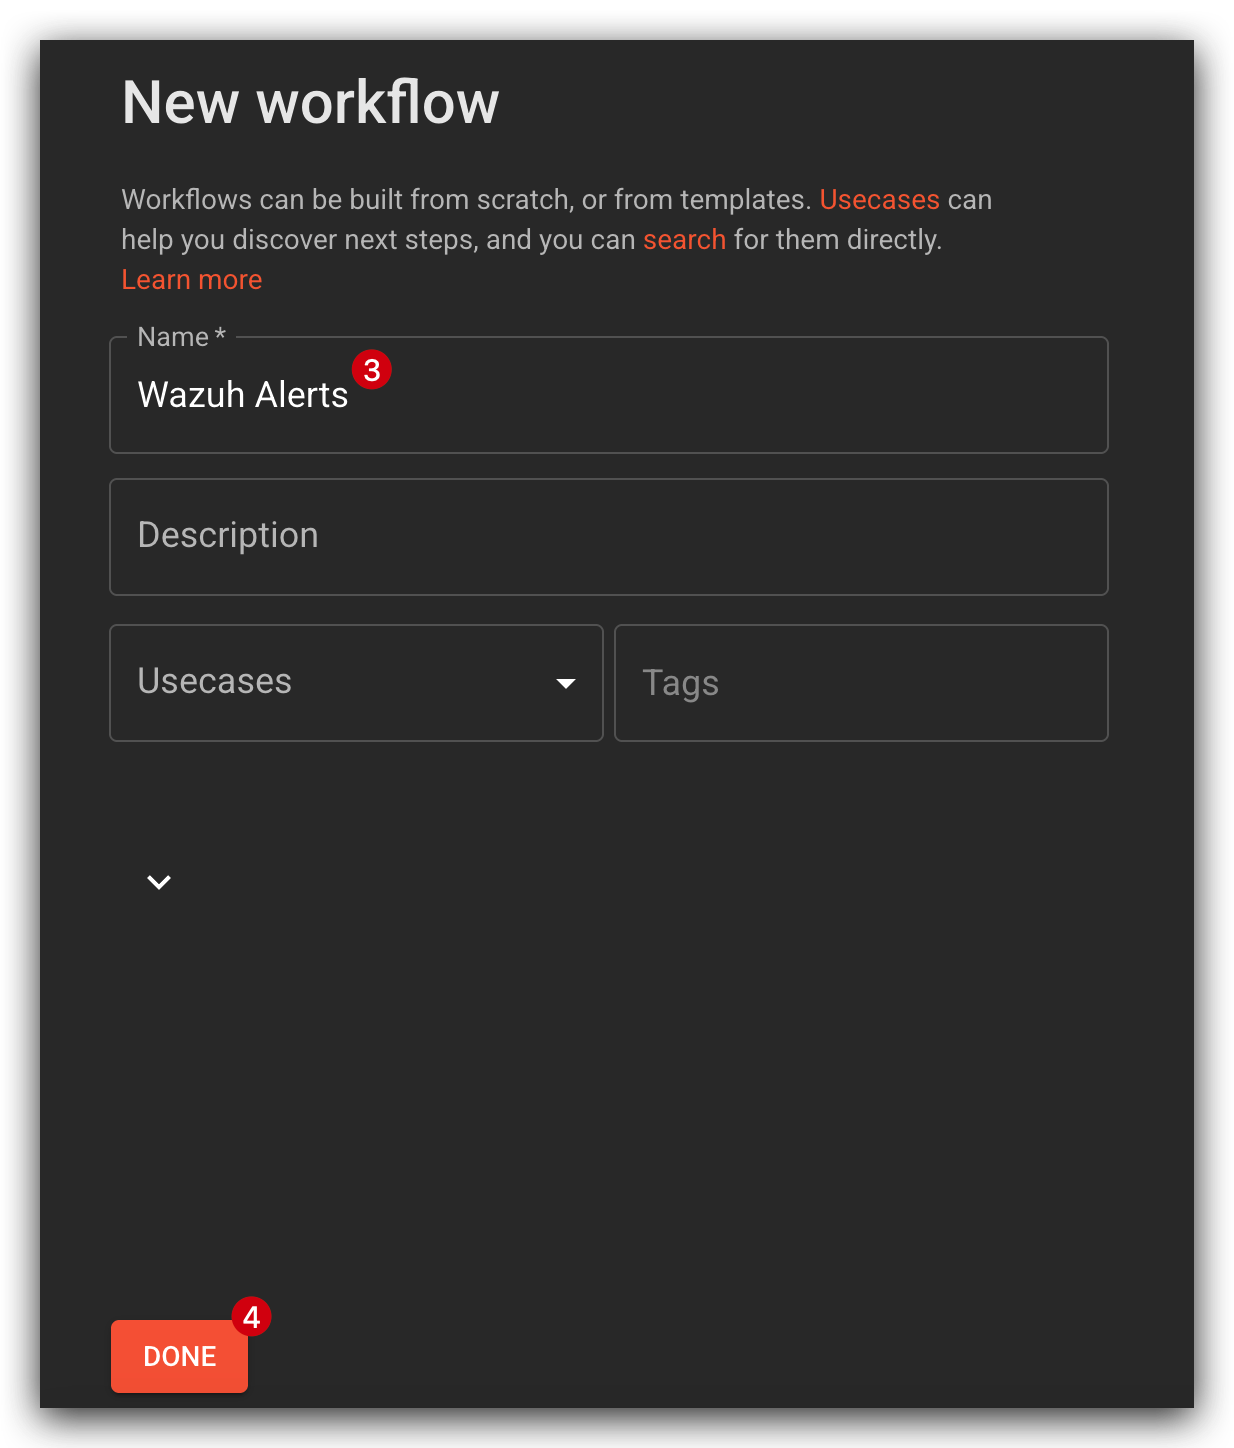 New workflow
Workflows can be built from scratch, or from templates. Usecases can
help you discover next steps, and you can search for them directly.
Learn more
Name *
Wazuh Alerts
3
Description
Usecases
Tags
4
DONE